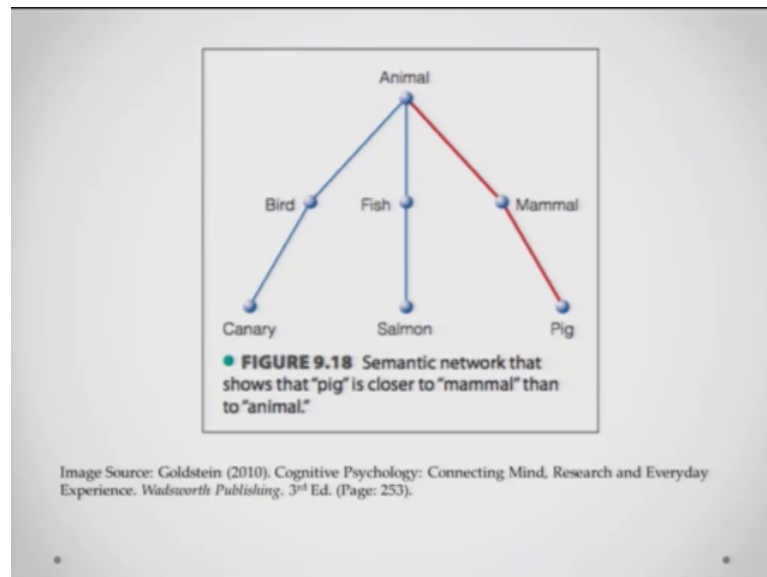 Animal
Bird
Fish
Mammal
Canary
Salmon
Pig
• FIGURE 9.18 Semantic network that
shows that "pig" is closer to "mammal" than
to "animal."
Image Source: Goldstein (2010). Cognitive Psychology: Connecting Mind, Research and Everyday
Experience. Wadsworth Publishing. 3rd Ed. (Page: 253).